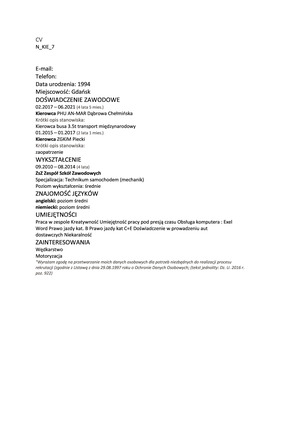 CV
N_KIE_7
E-mail:
Telefon:
Data urodzenia: 1994
Miejscowość: Gdańsk
DOŚWIADCZENIE ZAWODOWE
02.2017 – 06.2021 (4 lata 5 mies.)
Kierowca PHU AN-MAR Dąbrowa Chełmińska
Krótki opis stanowiska:
Kierowca busa 3.5t transport międzynarodowy
01.2015 – 01.2017 (2 lata 1 mies.)
Kierowca ZGKIM Piecki
Krótki opis stanowiska:
zaopatrzenie
WYKSZTAŁCENIE
09.2010 – 08.2014 (4 lata)
ZsZ Zespół Szkół Zawodowych
Specjalizacja: Technikum samochodem (mechanik)
Poziom wykształcenia: średnie
ZNAJOMOŚĆ JĘZYKÓW
angielski: poziom średni
niemiecki: poziom średni
UMIEJĘTNOŚCI
Praca w zespole Kreatywność Umiejętność pracy pod presją czasu Obsługa komputera : Exel
Word Prawo jazdy kat. B Prawo jazdy kat C+E Doświadczenie w prowadzeniu aut
dostawczych Niekaralność
ZAINTERESOWANIA
Wędkarstwo
Motoryzacja
"Wyrażam zgodę na przetwarzanie moich danych osobowych dla potrzeb niezbędnych do realizacji procesu
rekrutacji (zgodnie z Ustawą z dnia 29.08.1997 roku o Ochronie Danych Osobowych; (tekst jednolity: Dz. U. 2016 r.
poz. 922)